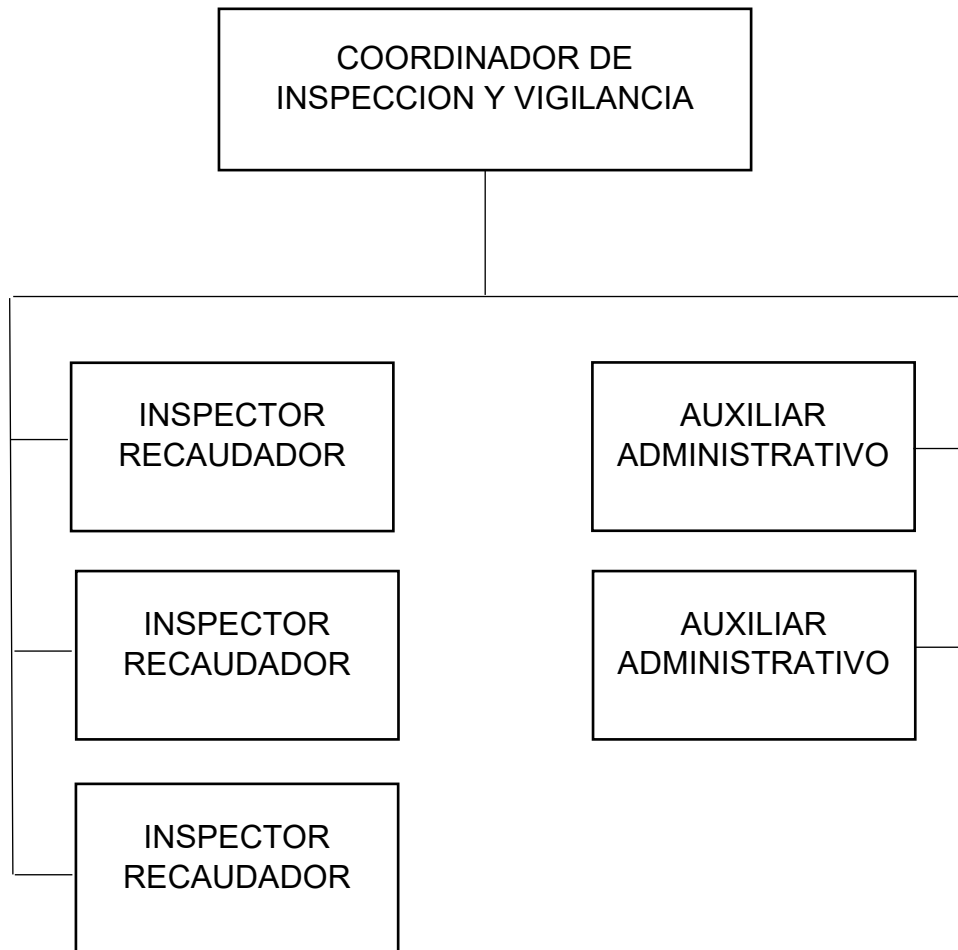 COORDINADOR DE
INSPECCION Y VIGILANCIA
INSPECTOR
RECAUDADOR
AUXILIAR
ADMINISTRATIVO
INSPECTOR
RECAUDADOR
AUXILIAR
ADMINISTRATIVO
INSPECTOR
RECAUDADOR